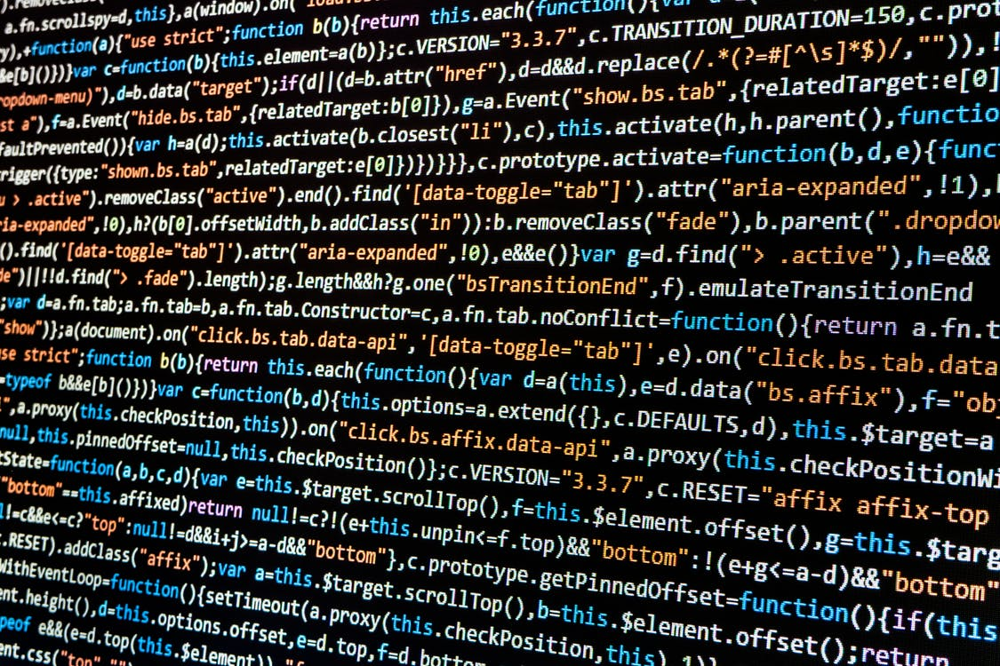 ).removeClass(
a.fn.scrollspy=d,this},a(window).on(
y),+function(a){"use strict";function b(b){return this.each(function(){var
&e[b]()})}var c=function(b){this.element=a(b)};c.VERSION="3.3.7",c.TRANSITION_DURATION=150,c.prot
ropdown-menu)"),d=b.data("target");if(d||(d=b.attr("href"),d=d&&d.replace(/.*(?=#[^\s]*$)/,"")),!
st a"),f=a.Event("hide.bs.tab",{relatedTarget:b[0]}),g=a.Event("show.bs.tab",{relatedTarget:e[0]
faultPrevented()){var h=a(d);this.activate(b.closest("li"),c),this.activate(h,h.parent(),functio
rigger({type:"shown.bs.tab",relatedTarget:e[0]})})}}},c.prototype.activate=function(b,d,e){func
u > .active").removeClass("active").end().find('[data-toggle="tab"]').attr("aria-expanded",!1),
ia-expanded",!0),h?(b[0].offsetWidth,b.addClass("in")):b.removeClass("fade"),b.parent(".dropdow
().find('[data-toggle="tab"]').attr("aria-expanded",!0),e&&e()}var g=d.find("> .active"),h=e&&
de")||!!d.find("> .fade").length);g.length&&h?g.one("bsTransitionEnd",f).emulateTransitionEnd
;var d=a.fn.tab;a.fn.tab=b,a.fn.tab.Constructor=c,a.fn.tab.noConflict=function(){return a.fn.t
"show")};a(document).on("click.bs.tab.data-api",'[data-toggle="tab"]',e).on("click.bs.tab.data
use strict";function b(b){return this.each(function(){var d=a(this),e=d.data("bs.affix"),f="obj
=typeof b&&e[b]()})}var c=function(b,d){this.options=a.extend({},c.DEFAULTS,d),this.$target=a
",a.proxy(this.checkPosition,this)).on("click.bs.affix.data-api",a.proxy(this.checkPositionWi
null,this.pinnedOffset=null,this.checkPosition()};c.VERSION="3.3.7",c.RESET="affix affix-top
tState=function(a,b,c,d){var e=this.$target.scrollTop(),f=this.$element.offset(),g=this.$targ
"bottom"==this.affixed)return null!=c?!(e+this.unpin<=f.top)&&"bottom":!(e+g<=a-d)&&"bottom"
l!=c&&e<=c?"top":null!=d&&i+j>=a-d&&"bottom"},c.prototype.getPinnedOffset=function(){if(this
.RESET).addClass("affix");var a=this.$target.scrollTop(),b=this.$element.offset();return
WithEventLoop=function(){setTimeout(a.proxy(this.checkPosition,this),1)}
ent.height(),d=this.options.offset,e=d.top,f=d.bottom
peof e&&(e=d.top(this.$element)),
ent.css("top","")